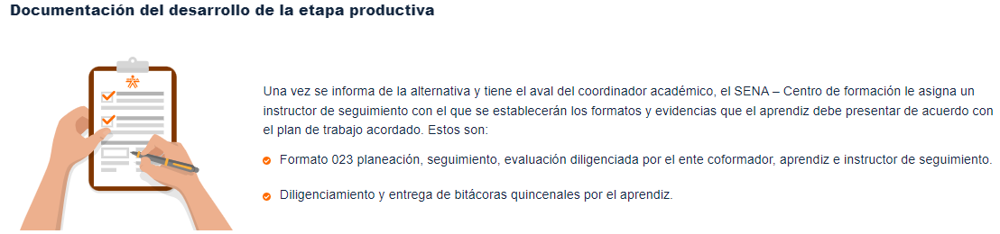 Documentación del desarrollo de la etapa productiva
Una vez se informa de la alternativa y tiene el aval del coordinador académico, el SENA – Centro de formación le asigna un
instructor de seguimiento con el que se establecerán los formatos y evidencias que el aprendiz debe presentar de acuerdo con
el plan de trabajo acordado. Estos son:
Formato 023 planeación, seguimiento, evaluación diligenciada por el ente coformador, aprendiz e instructor de seguimiento.
Diligenciamiento y entrega de bitácoras quincenales por el aprendiz.